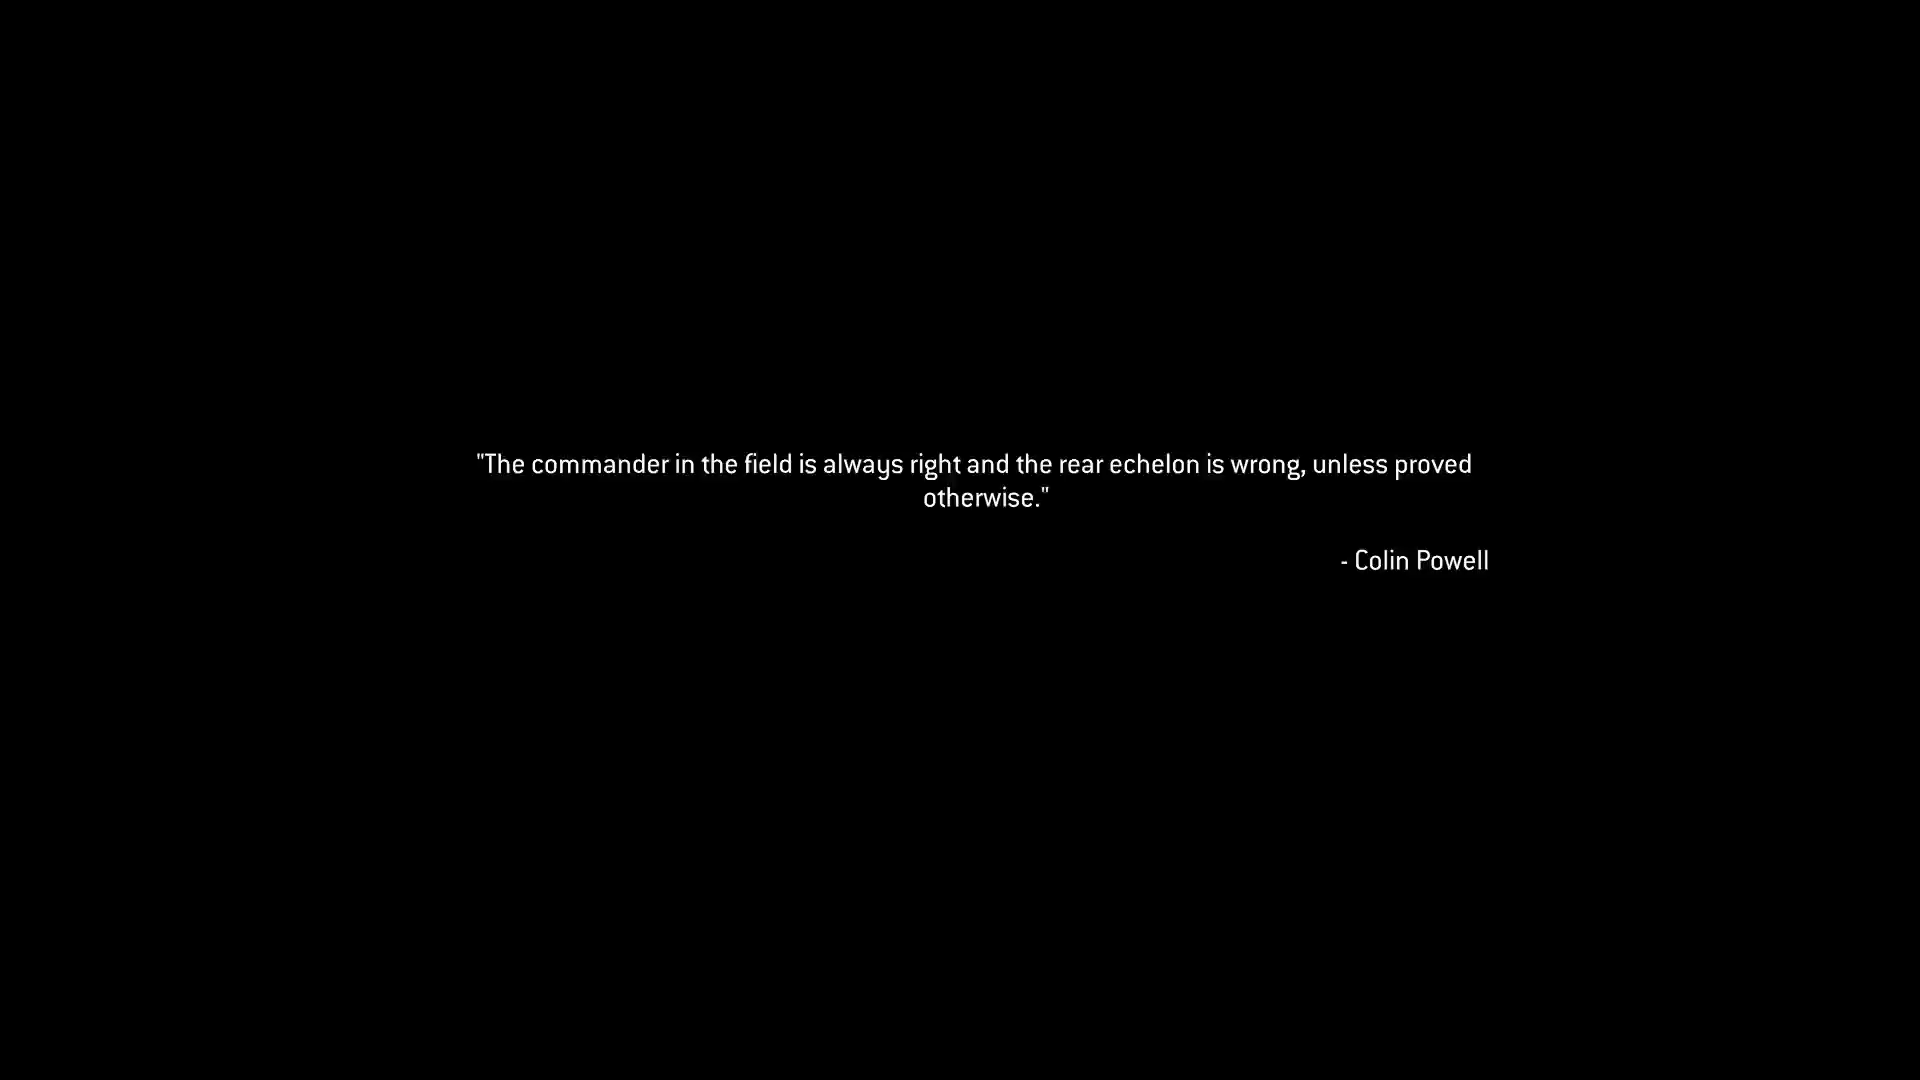 "The commander in the field is always right and the rear echelon is wrong, unless proved
otherwise."
- Colin Powell